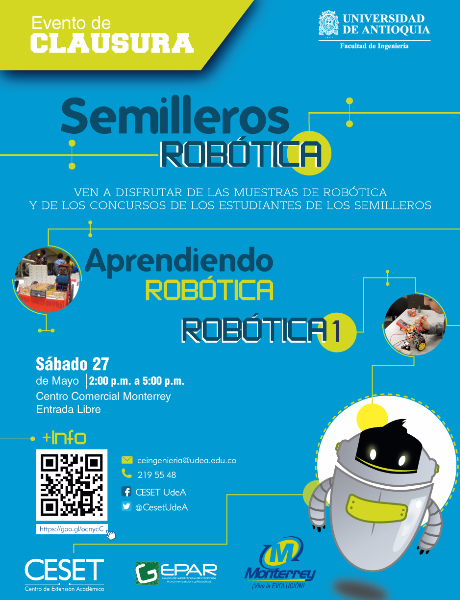 Evento de
CLAUSURA
UNIVERSIDAD
DE ANTIOQUIA
Facultad de Ingeniería
Semilleros
ROBÓTICA
VEN A DISFRUTAR DE LAS MUESTRAS DE ROBÓTICA
Y DE LOS CONCURSOS DE LOS ESTUDIANTES DE LOS SEMILLEROS
Aprendiendo
ROBÓTICA
ROBÓTICA 1
Sábado 27
de Mayo | 2:00 p.m. a 5:00 p.m.
Centro Comercial Monterrey
Entrada Libre
+Info
ceingenieria@udea.edu.co
219 55 48
CESET UdeA
@CesetUdeA
CESET
Centro de Extensión Académica
GEPAR
Monterrey